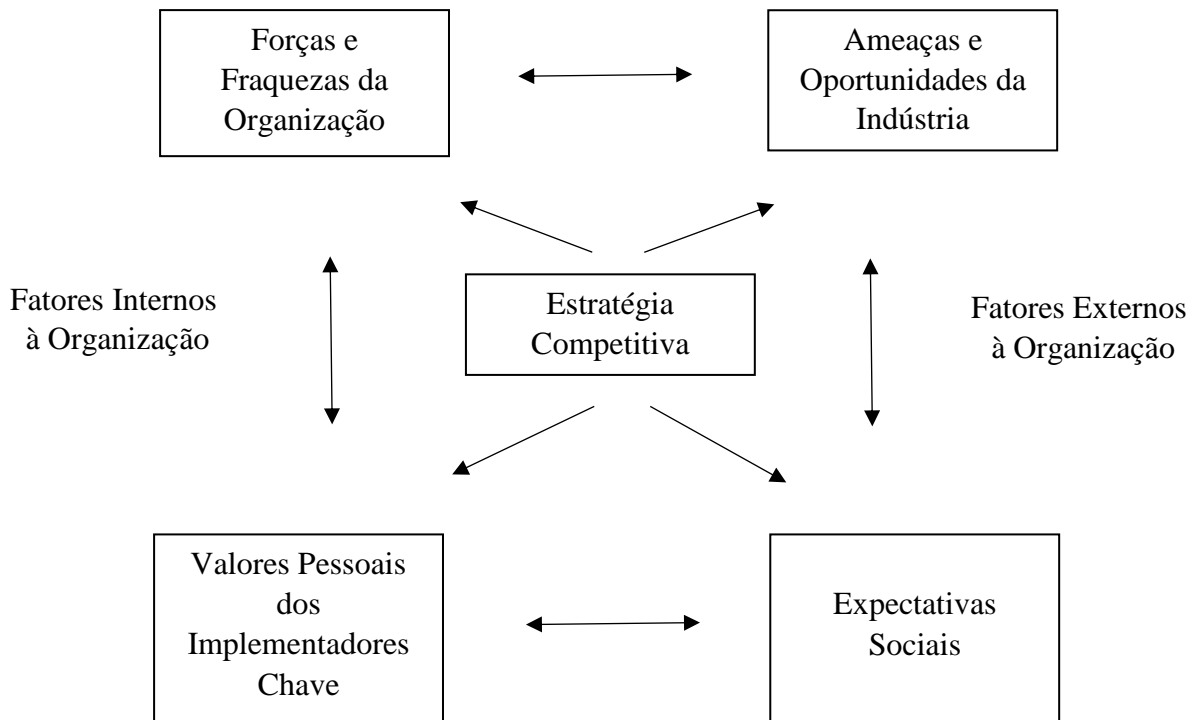 Forças e
Fraquezas da
Organização
Ameaças e
Oportunidades da
Indústria
Fatores Internos
à Organização
Estratégia
Competitiva
Fatores Externos
à Organização
Valores Pessoais
dos
Implementadores
Chave
Expectativas
Sociais